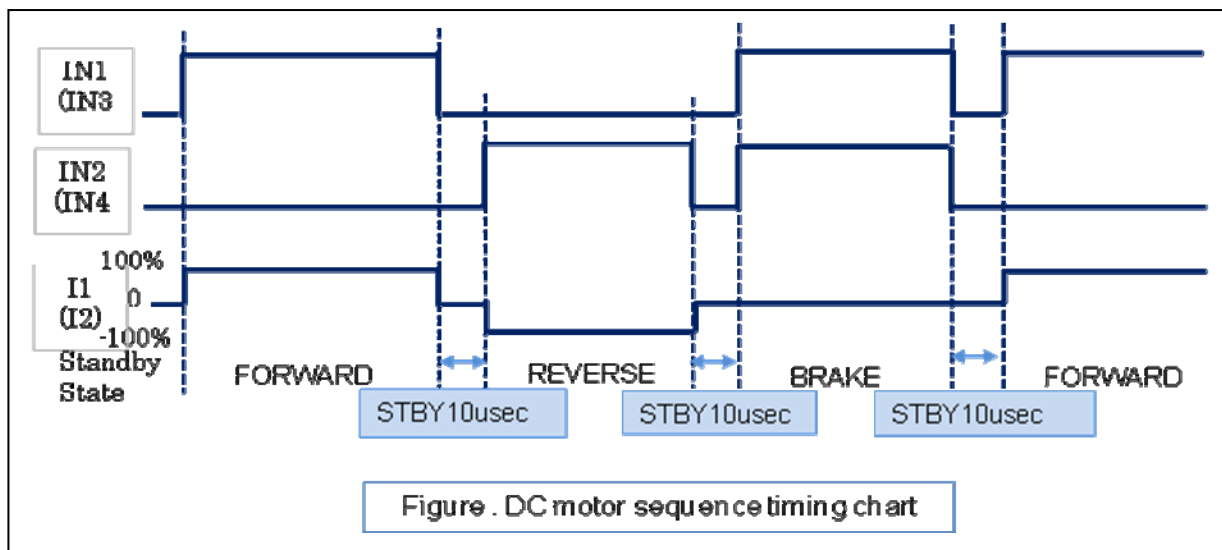 IN1
(IN3
IN2
(IN4
100%
I1
0
(I2)
-100%
Standby
State
FORWARD
REVERSE
BRAKE
FORWARD
STBY10usec
STBY10usec
STBY10usec
Figure . DC motor sequence timing chart